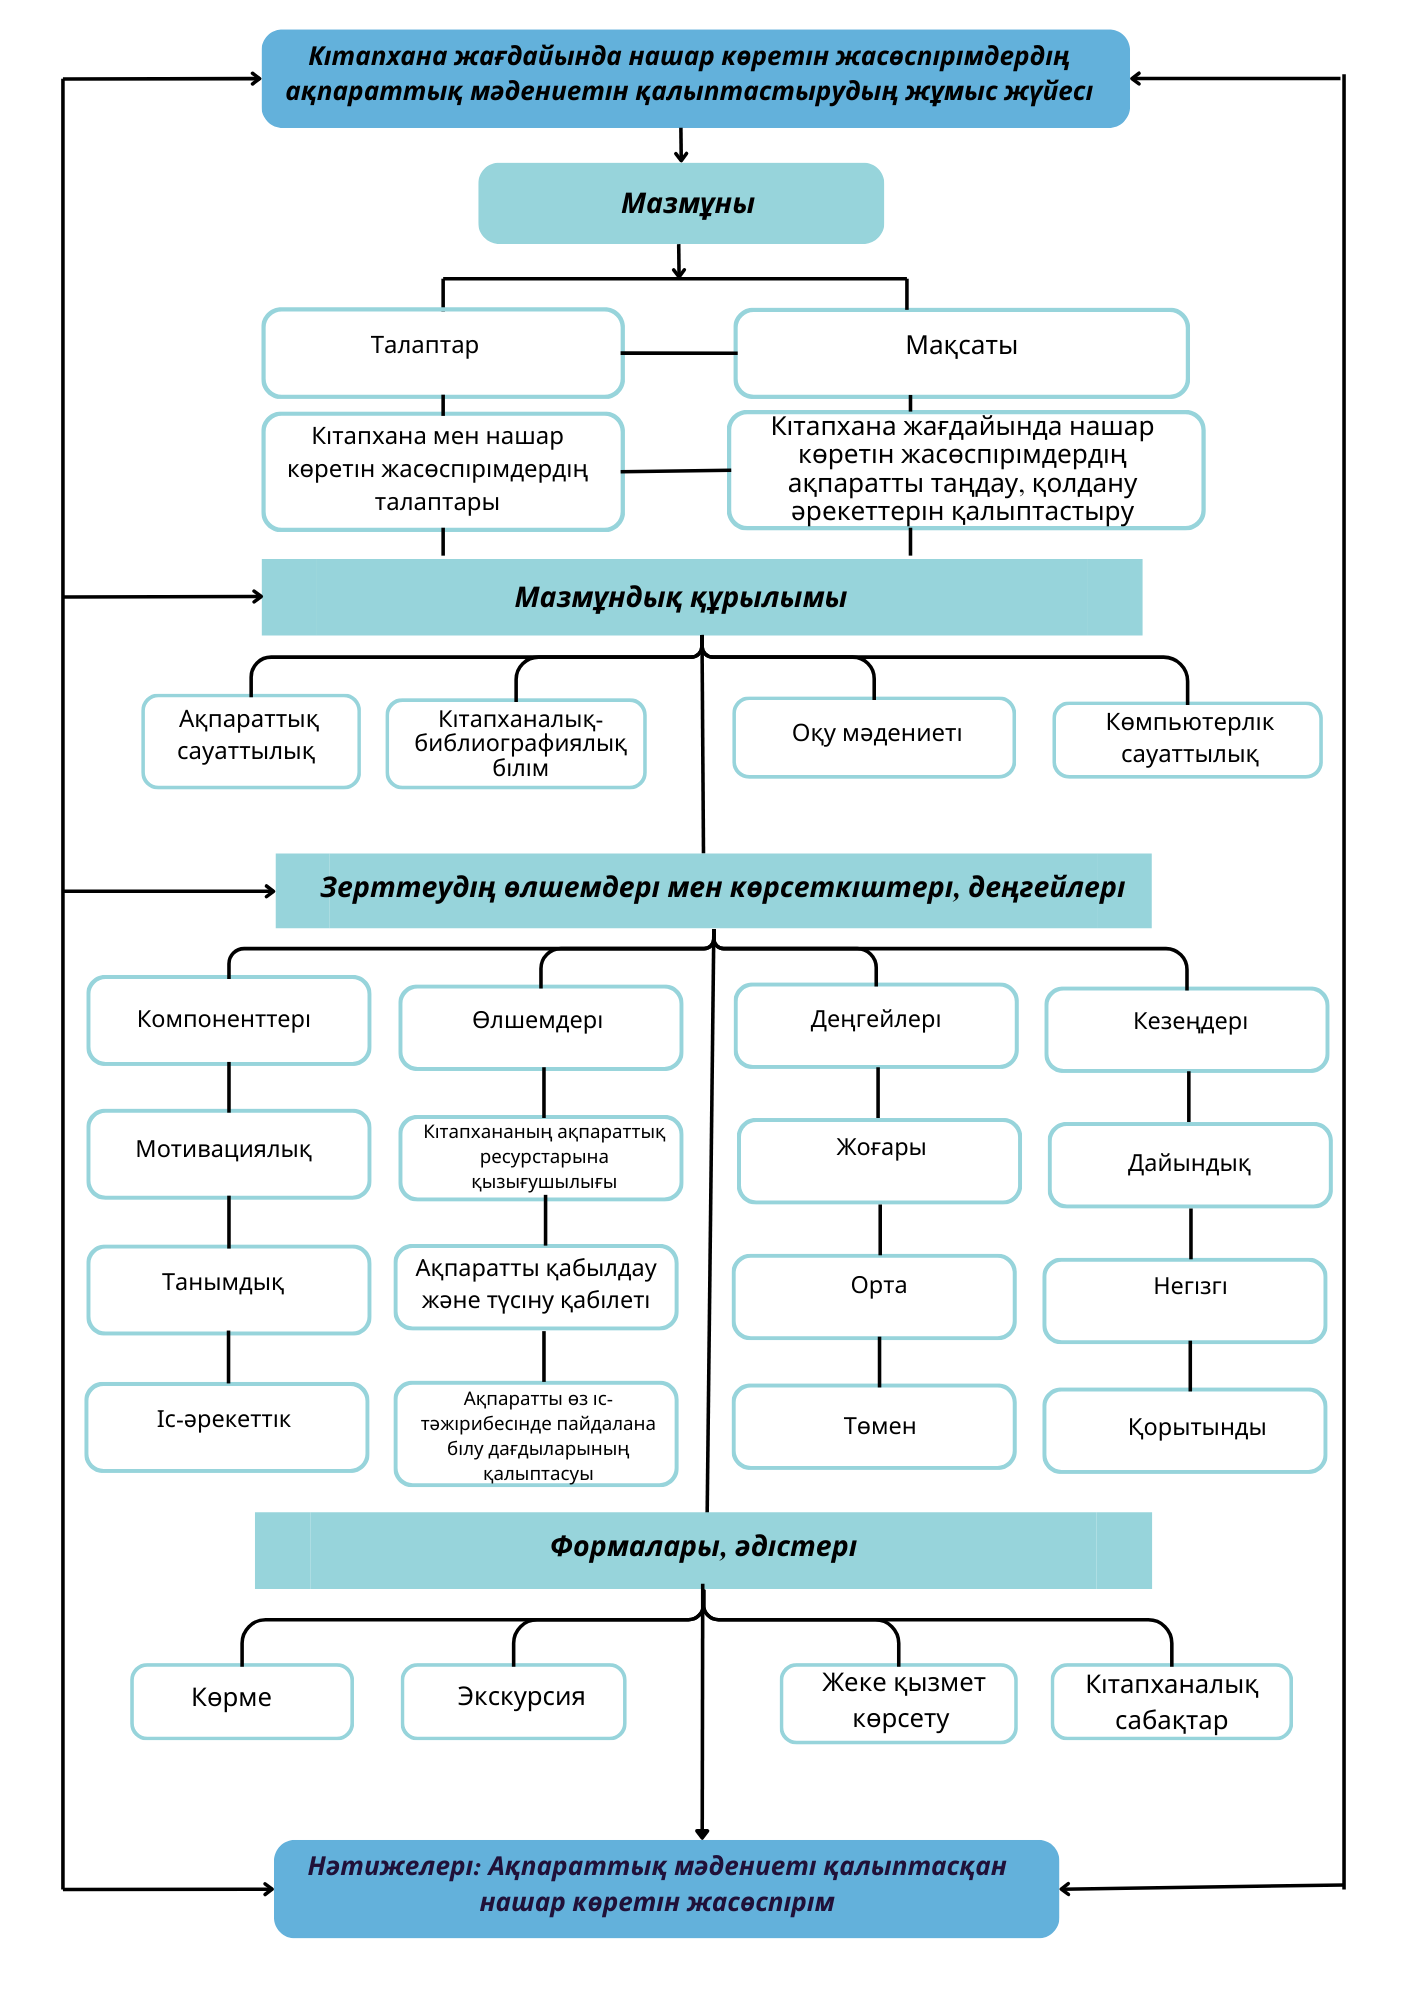 Кітапхана жағдайында нашар көретін жасөспірімдердің
ақпараттық мәдениетін қалыптастырудың жұмыс жүйесі
Мазмұны
Талаптар
Мақсаты
Кітапхана мен нашар
көретін жасөспірімдердің
талаптары
Кітапхана жағдайында нашар
көретін жасөспірімдердің
ақпаратты таңдау, қолдану
әрекеттерін қалыптастыру
Мазмұндық құрылымы
Ақпараттық
сауаттылық
Кітапханалық-
библиографиялық
білім
Оқу мәдениеті
Көмпьютерлік
сауаттылық
Зерттеудің өлшемдері мен көрсеткіштері, деңгейлері
Компоненттері
Өлшемдері
Деңгейлері
Кезеңдері
Мотивациялық
Кітапхананың ақпараттық
ресурстарына
қызығушылығы
Жоғары
Дайындық
Танымдық
Ақпаратты қабылдау
және түсіну қабілеті
Орта
Негізгі
Іс-әрекеттік
Ақпаратты өз іс-
тәжірибесінде пайдалана
білу дағдыларының
қалыптасуы
Төмен
Қорытынды
Формалары, әдістері
Көрме
Экскурсия
Жеке қызмет
көрсету
Кітапханалық
сабақтар
Нәтижелері: Ақпараттық мәдениеті қалыптасқан
нашар көретін жасөспірім